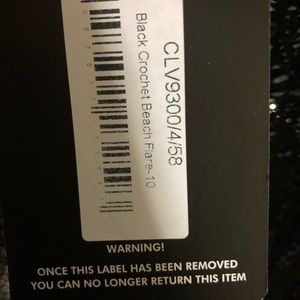 CLV9300/4/58
Black Crochet Beach Flare-10
WARNING!
ONCE THIS LABEL HAS BEEN REMOVED
YOU CAN NO LONGER RETURN THIS ITEM